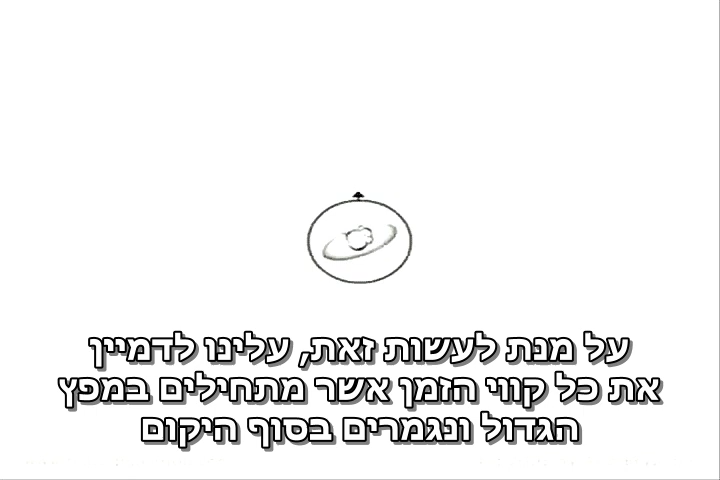 על מנת לעשות זאת, עלינו לדמיין
את כל קווי הזמן אשר מתחילים במפץ
הגדול ונגמרים בסוף היקום